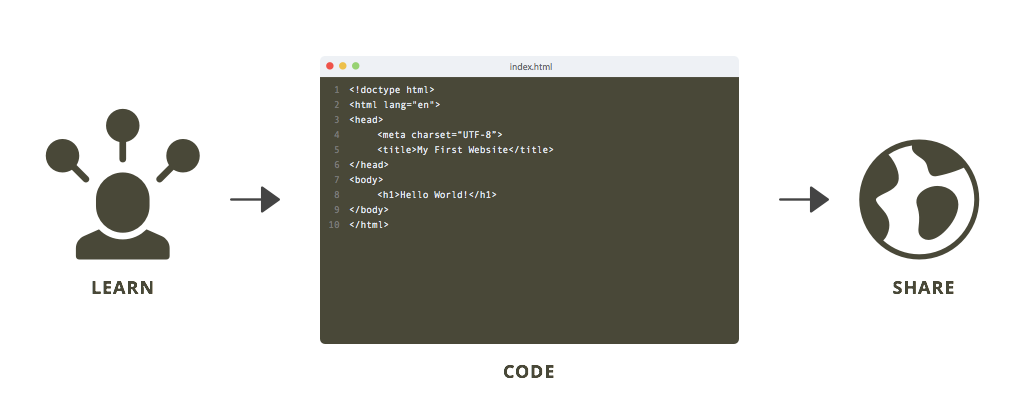 index.html
1 <!doctype html>
2 <html lang="en">
3 <head>
4 <meta charset="UTF-8">
5 <title>My First Website</title>
6 </head>
7 <body>
8 <h1>Hello World!</h1>
9 </body>
10 </html>
LEARN
CODE
SHARE